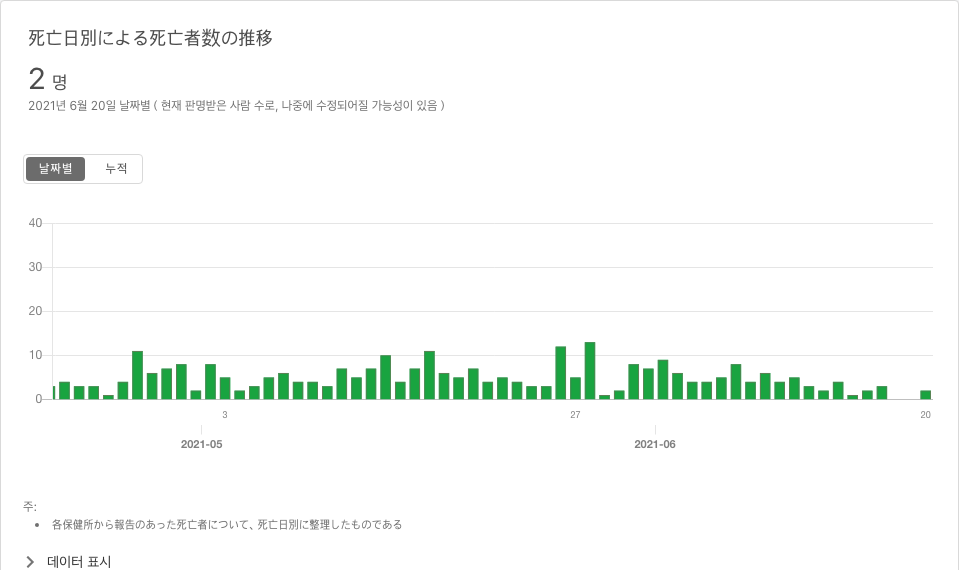 死亡日別による死亡者数の推移
2 명
2021년 6월 20일 날짜별 ( 현재 판명받은 사람 수로, 나중에 수정되어질 가능성이 있음 )
날짜별 누적
40
30
20
10
0
3 27 20
2021-05 2021-06
주:
• 各保健所から報告のあった死亡者について、死亡日別に整理したものである
데이터 표시